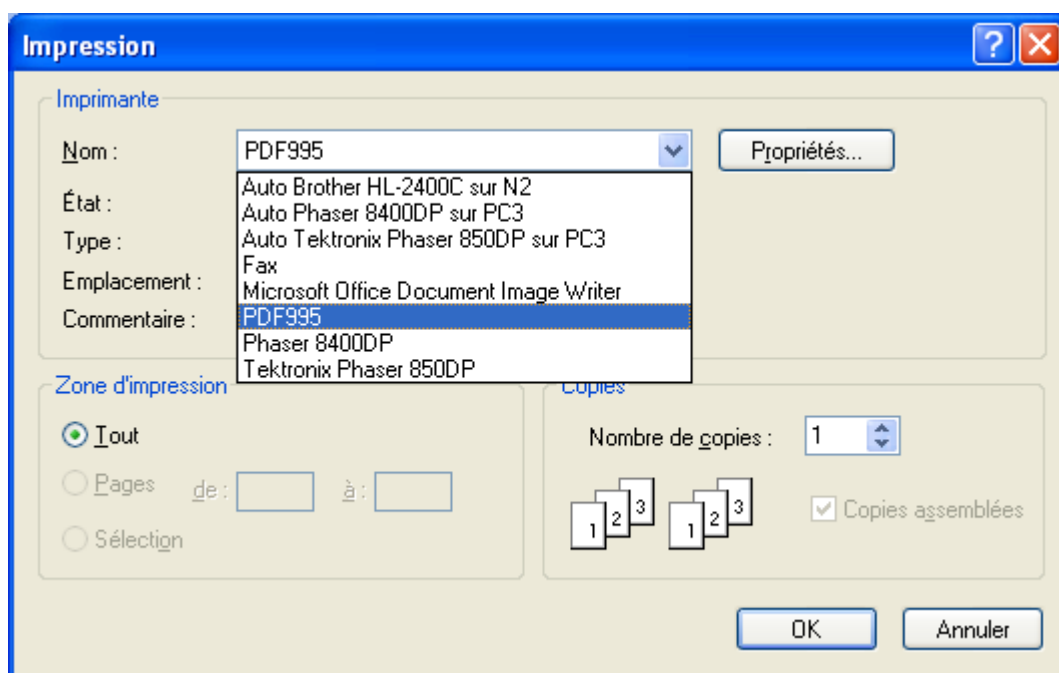 Impression
Imprimante
Nom :
PDF995
Propriétés...
Auto Brother HL-2400C sur N2
État :
Auto Phaser 8400DP sur PC3
Type :
Auto Tektronix Phaser 850DP sur PC3
Fax
Emplacement :
Microsoft Office Document Image Writer
Commentaire :
PDF995
Phaser 8400DP
Tektronix Phaser 850DP
Zone d'impression
Copies
Tout
Nombre de copies :
1
Pages de : à :
1 2 3 1 2 3
Copies assemblées
Sélection
OK
Annuler